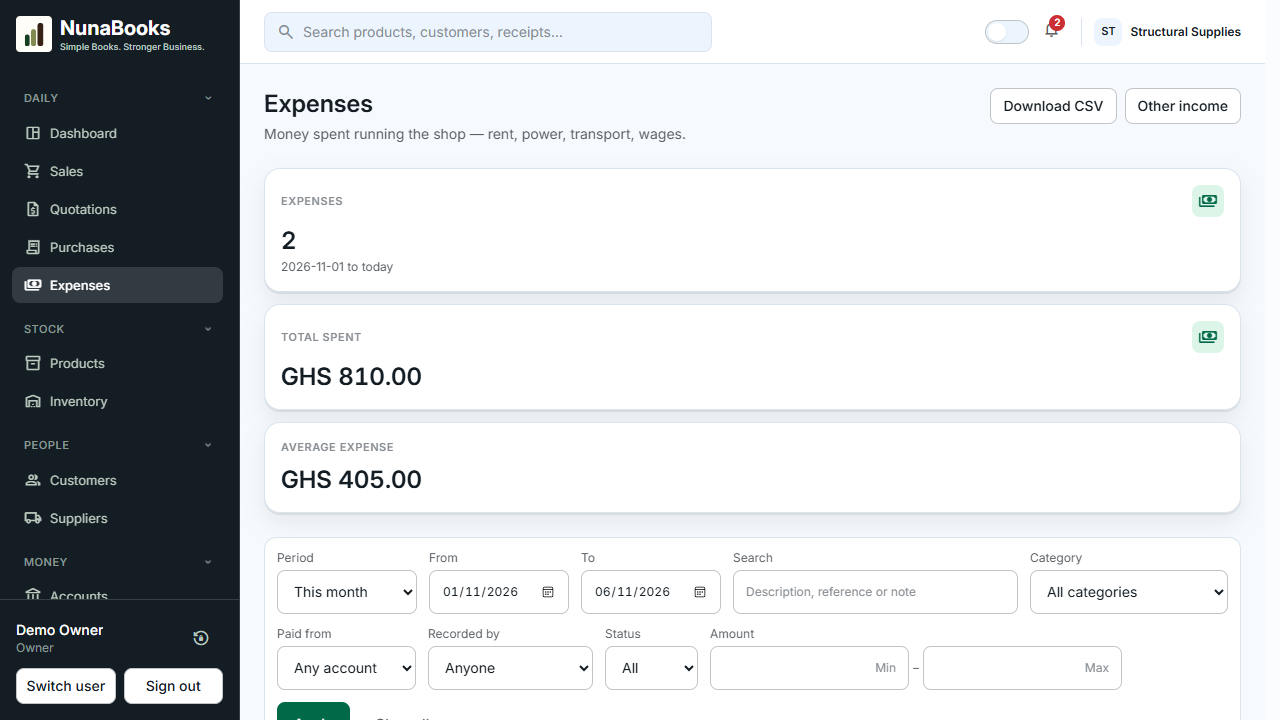 NunaBooks
Simple Books. Stronger Business.
Search products, customers, receipts...
2
ST
Structural Supplies
DAILY
Dashboard
Sales
Quotations
Purchases
Expenses
STOCK
Products
Inventory
PEOPLE
Customers
Suppliers
MONEY
Accounts
Demo Owner
Owner
Switch user
Sign out
Expenses
Money spent running the shop — rent, power, transport, wages.
Download CSV
Other income
EXPENSES
2
2026-11-01 to today
TOTAL SPENT
GHS 810.00
AVERAGE EXPENSE
GHS 405.00
Period
From
To
Search
Category
This month
01/11/2026
06/11/2026
Description, reference or note
All categories
Paid from
Recorded by
Status
Amount
Any account
Anyone
All
Min
–
Max